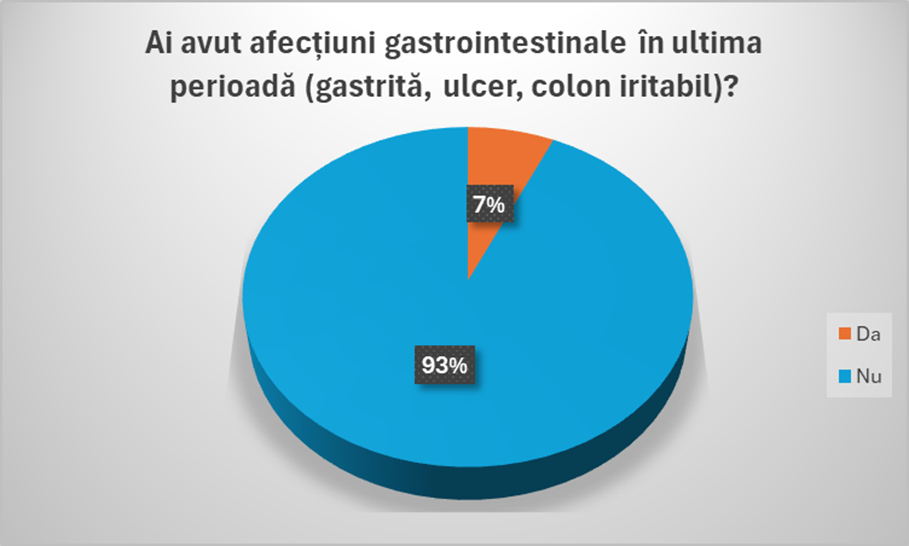 Ai avut afecțiuni gastrointestinale în ultima
perioadă (gastrită, ulcer, colon iritabil)?
7%
93%
Da
Nu